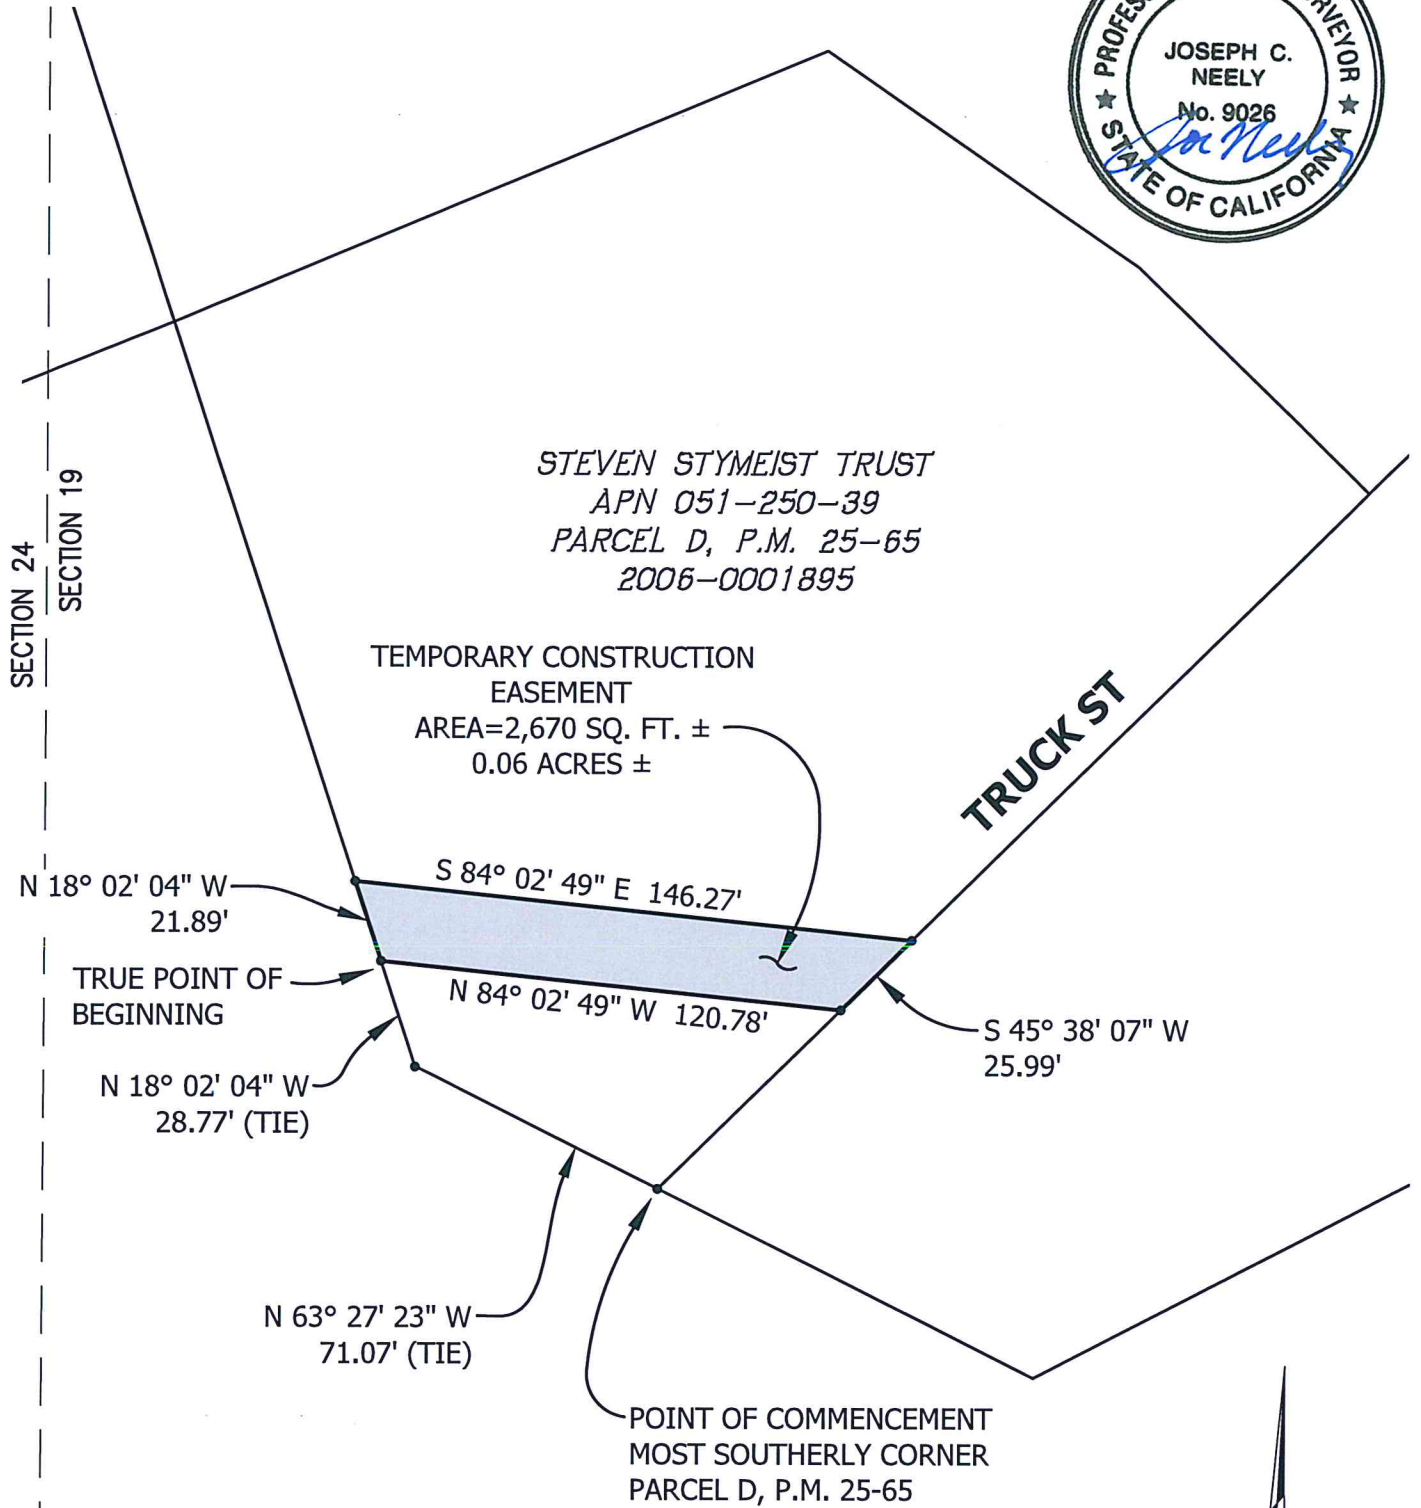 JOSEPH C.
NEELY
No. 9026
STATE OF CALIFORNIA
Joe Neely
STEVEN STYMEIST TRUST
APN 051-250-39
PARCEL D, P.M. 25-65
2006-0001895
SECTION 24
SECTION 19
TEMPORARY CONSTRUCTION
EASEMENT
AREA=2,670 SQ. FT. ±
0.06 ACRES ±
TRUCK ST
S 84° 02' 49" E 146.27'
N 18° 02' 04" W
21.89'
TRUE POINT OF
BEGINNING
N 84° 02' 49" W 120.78'
S 45° 38' 07" W
25.99'
N 18° 02' 04" W
28.77' (TIE)
N 63° 27' 23" W
71.07' (TIE)
POINT OF COMMENCEMENT
MOST SOUTHERLY CORNER
PARCEL D, P.M. 25-65